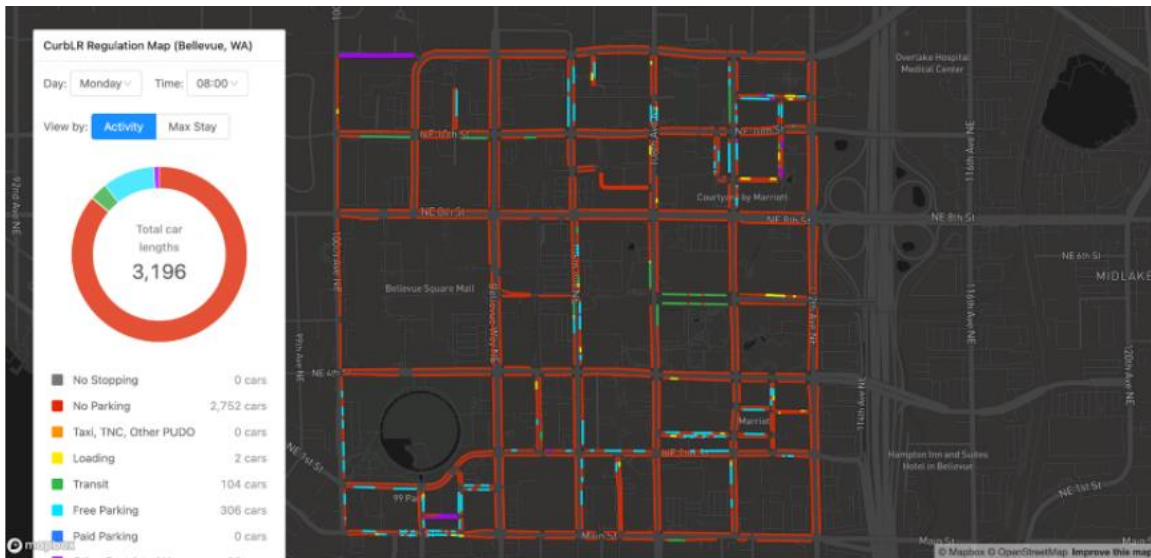 CurbLR Regulation Map (Bellevue, WA)
Day: Monday Time: 08:00
View by: Activity Max Stay
Total car
lengths
3,196
No Stopping 0 cars
No Parking 2,752 cars
Taxi, TNC, Other PUDO 0 cars
Loading 2 cars
Transit 104 cars
Free Parking 306 cars
Paid Parking 0 cars
mapbox
92nd Ave NE
99th Ave NE
NE 1st St
NE 4th St
100th Ave NE
NE 10th St
NE 8th St
Bellevue Square Mall
Bellevue Way NE
99 Pa
Main St
NE 10th St
Courtyard by Marriott
NE 8th St
112th Ave NE
Marriot
Overlake Hospital
Medical Center
116th Ave NE
NE 8th St
NE 6th St
MIDLAKE
116th Ave NE
120th Ave NE
114th Ave NE
Hampton Inn and Suites
Hotel in Bellevue
NE 1st St
Main St
© Mapbox © OpenStreetMap Improve this map